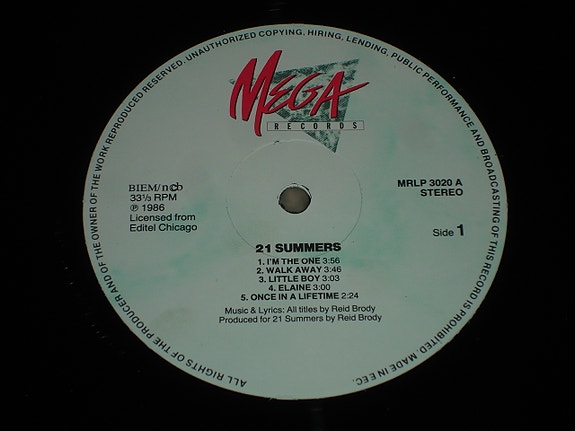 ALL RIGHTS OF THE PRODUCER AND OF THE OWNER OF THE WORK REPRODUCED RESERVED. UNAUTHORIZED COPYING, HIRING, LENDING, PUBLIC PERFORMANCE AND BROADCASTING OF THIS RECORD IS PROHIBITED. MADE IN EEC.
MEGA
RECORDS
BIEM/ncb
33⅓ RPM
℗ 1986
Licensed from
Editel Chicago
MRLP 3020 A
STEREO
Side 1
21 SUMMERS
1. I'M THE ONE 3:56
2. WALK AWAY 3:46
3. LITTLE BOY 3:03
4. ELAINE 3:00
5. ONCE IN A LIFETIME 2:24
Music & Lyrics: All titles by Reid Brody
Produced for 21 Summers by Reid Brody